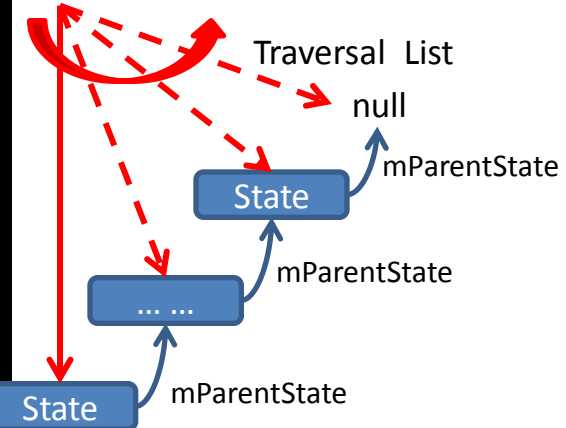 Traversal List
null
mParentState
State
mParentState
... ...
mParentState
State